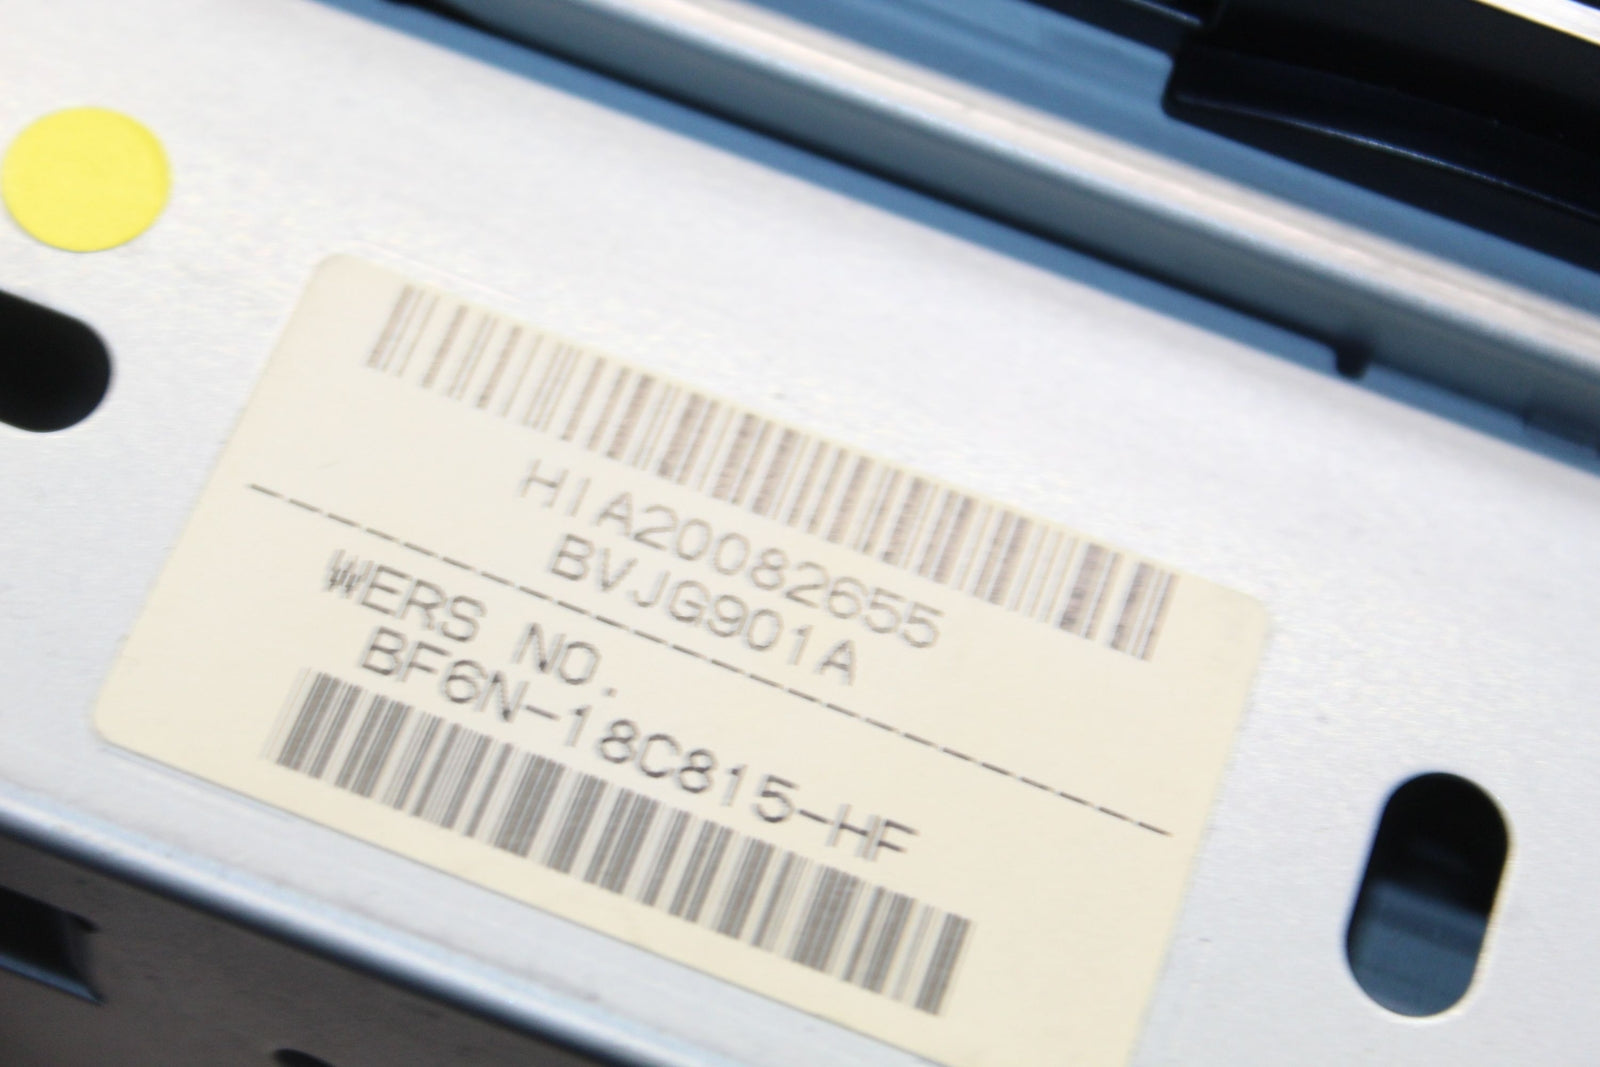 HIA20082655
BVJG901A
WERS NO.
BF6N-18C815-HF